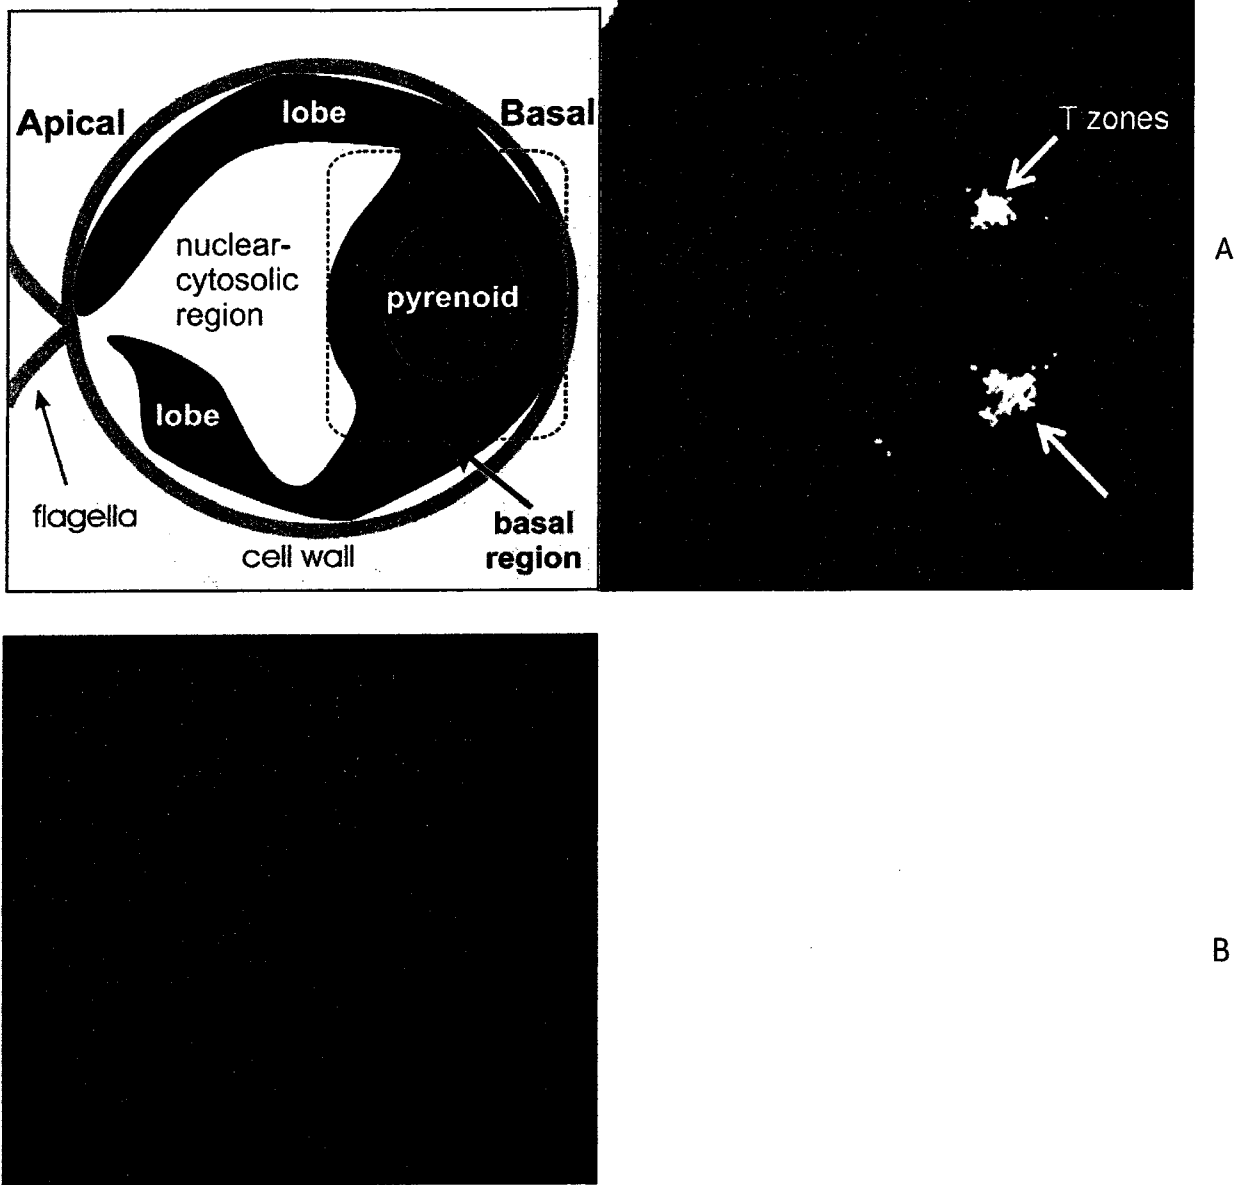 Apical
lobe
Basal
nuclear-
cytosolic
region
pyrenoid
lobe
flagella
cell wall
basal
region
T zones
A
B